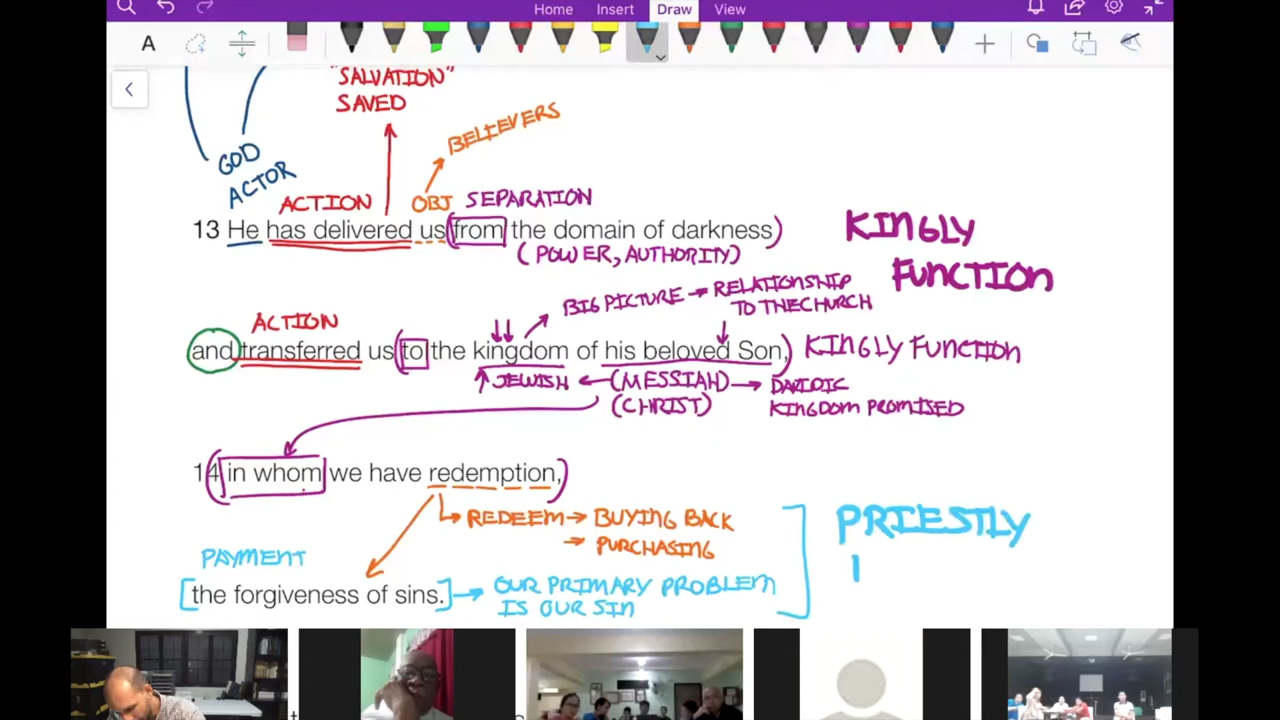 Home Insert Draw View
A
"SALVATION"
SAVED
BELIEVERS
GOD
ACTOR
ACTION OBJ SEPARATION
13 He has delivered us from the domain of darkness)
(POWER, AUTHORITY)
KINGLY
FUNCTION
BIG PICTURE → RELATIONSHIP
TO THE CHURCH
ACTION
and transferred us (to the kingdom of his beloved Son,)
KINGLY FUNCTION
JEWISH ← (MESSIAH) → DAVIDIC
(CHRIST) KINGDOM PROMISED
14 (in whom we have redemption,)
REDEEM → BUYING BACK
→ PURCHASING
PRIESTLY
PAYMENT
[the forgiveness of sins.] → OUR PRIMARY PROBLEM
IS OUR SIN